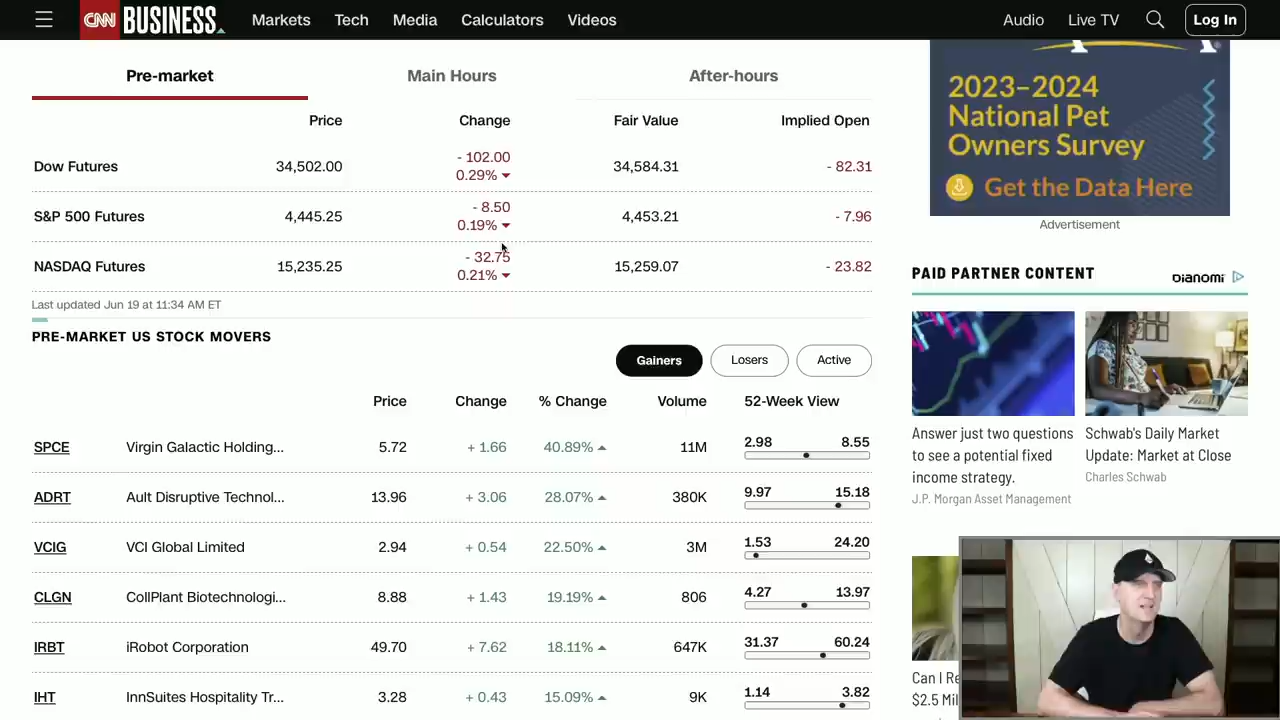 CNN BUSINESS Markets Tech Media Calculators Videos Audio Live TV Log In
Pre-market Main Hours After-hours
Price Change Fair Value Implied Open
Dow Futures 34,502.00 - 102.00 0.29% 34,584.31 - 82.31
S&P 500 Futures 4,445.25 - 8.50 0.19% 4,453.21 - 7.96
NASDAQ Futures 15,235.25 - 32.75 0.21% 15,259.07 - 23.82
Last updated Jun 19 at 11:34 AM ET
PRE-MARKET US STOCK MOVERS
Gainers Losers Active
Price Change % Change Volume 52-Week View
SPCE Virgin Galactic Holding... 5.72 + 1.66 40.89% 11M 2.98 8.55
ADRT Ault Disruptive Technol... 13.96 + 3.06 28.07% 380K 9.97 15.18
VCIG VCI Global Limited 2.94 + 0.54 22.50% 3M 1.53 24.20
CLGN CollPlant Biotechnologi... 8.88 + 1.43 19.19% 806 4.27 13.97
IRBT iRobot Corporation 49.70 + 7.62 18.11% 647K 31.37 60.24
IHT InnSuites Hospitality Tr... 3.28 + 0.43 15.09% 9K 1.14 3.82
2023–2024
National Pet
Owners Survey
Get the Data Here
Advertisement
PAID PARTNER CONTENT DIANOMI
Answer just two questions
to see a potential fixed
income strategy.
J.P. Morgan Asset Management
Schwab's Daily Market
Update: Market at Close
Charles Schwab
Can I Re
$2.5 Mil